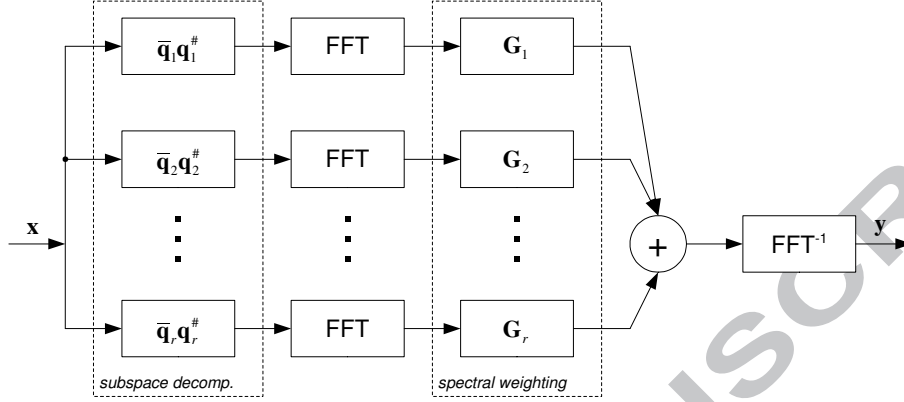 q̅₁q₁^# FFT G₁
q̅₂q₂^# FFT G₂
x + FFT⁻¹ y
q̅ᵣqᵣ^# FFT Gᵣ
subspace decomp. spectral weighting